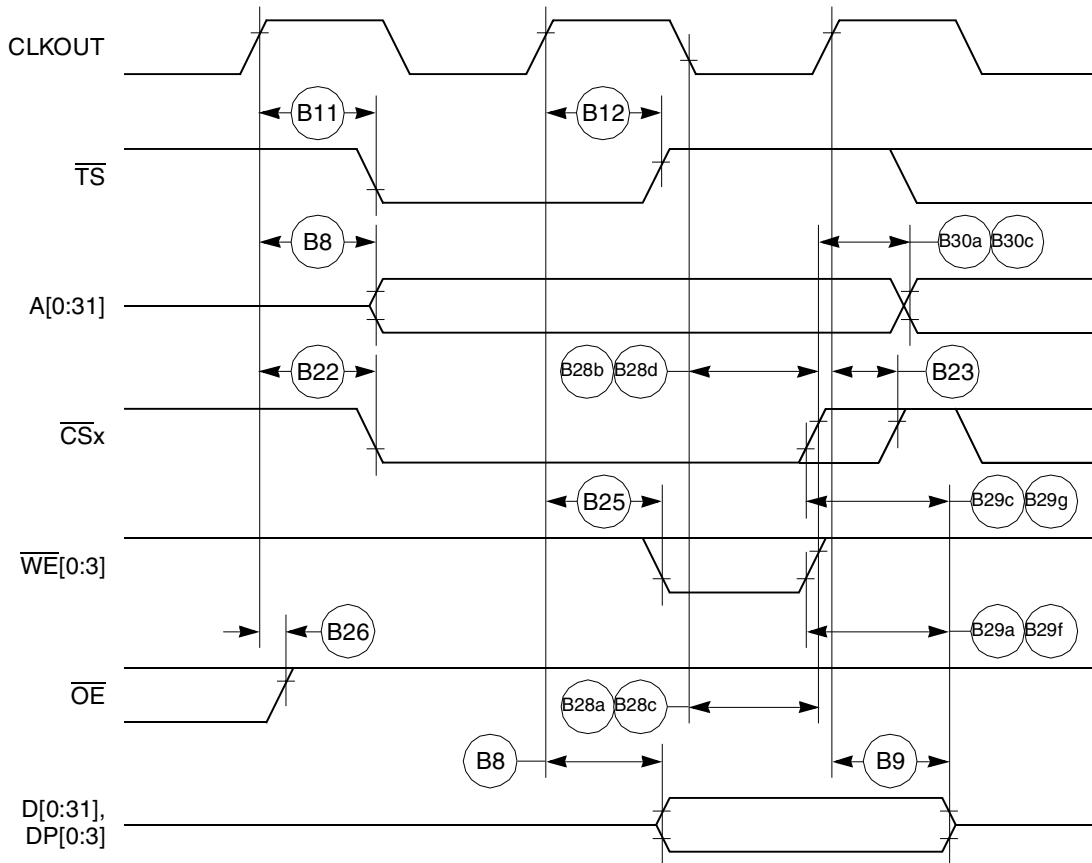 CLKOUT
B11
B12
TS
B8
B30a B30c
A[0:31]
B22
B28b B28d
B23
CSx
B25
B29c B29g
WE[0:3]
B26
B29a B29f
OE
B28a B28c
B8
B9
D[0:31],
DP[0:3]